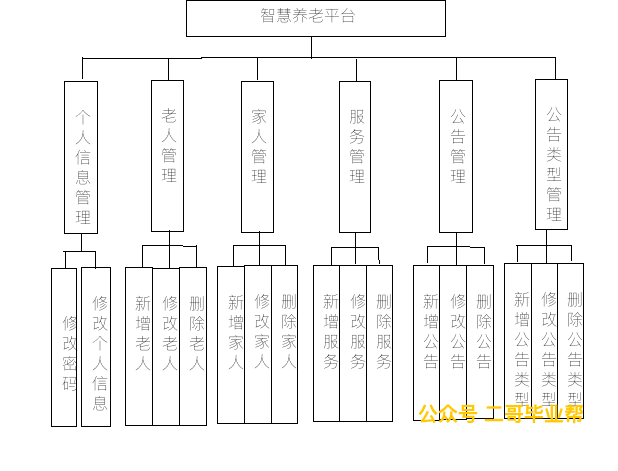 智慧养老平台
个人信息管理
老人管理
家人管理
服务管理
公告管理
公告类型管理
修改密码
修改个人信息
新增老人
修改老人
删除老人
新增家人
修改家人
删除家人
新增服务
修改服务
删除服务
新增公告
修改公告
删除公告
新增公告类型
修改公告类型
删除公告类型
公众号 二哥毕业帮